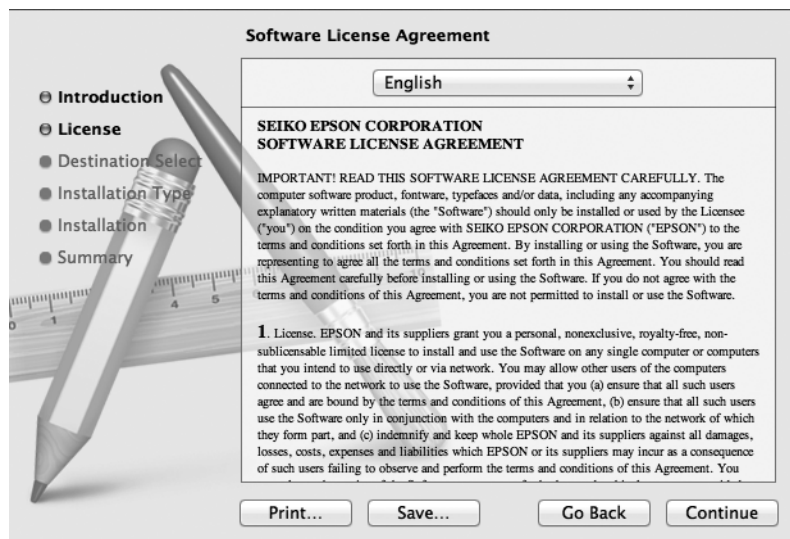 Software License Agreement
Introduction
License
Destination Select
Installation Type
Installation
Summary
English
SEIKO EPSON CORPORATION
SOFTWARE LICENSE AGREEMENT
IMPORTANT! READ THIS SOFTWARE LICENSE AGREEMENT CAREFULLY. The
computer software product, fontware, typefaces and/or data, including any accompanying
explanatory written materials (the "Software") should only be installed or used by the Licensee
("you") on the condition you agree with SEIKO EPSON CORPORATION ("EPSON") to the
terms and conditions set forth in this Agreement. By installing or using the Software, you are
representing to agree all the terms and conditions set forth in this Agreement. You should read
this Agreement carefully before installing or using the Software. If you do not agree with the
terms and conditions of this Agreement, you are not permitted to install or use the Software.
1. License. EPSON and its suppliers grant you a personal, nonexclusive, royalty-free, non-
sublicensable limited license to install and use the Software on any single computer or computers
that you intend to use directly or via network. You may allow other users of the computers
connected to the network to use the Software, provided that you (a) ensure that all such users
agree and are bound by the terms and conditions of this Agreement, (b) ensure that all such users
use the Software only in conjunction with the computers and in relation to the network of which
they form part, and (c) indemnify and keep whole EPSON and its suppliers against all damages,
losses, costs, expenses and liabilities which EPSON or its suppliers may incur as a consequence
of such users failing to observe and perform the terms and conditions of this Agreement. You
0 1 4 5 10
Print... Save... Go Back Continue